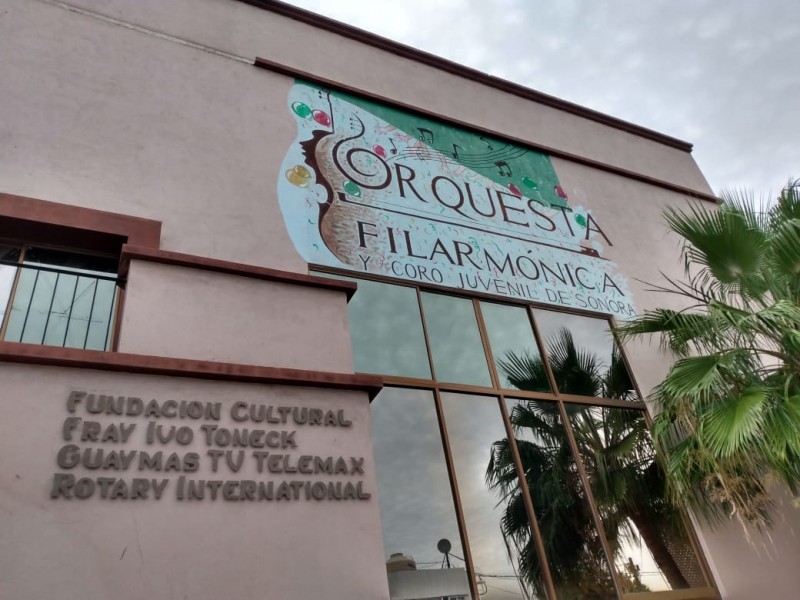 ORQUESTA
FILARMÓNICA
Y CORO JUVENIL DE SONORA
FUNDACION CULTURAL
FRAY IVO TONECK
GUAYMAS TV TELEMAX
ROTARY INTERNATIONAL